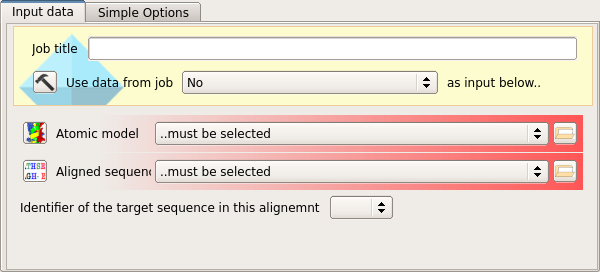 Input data
Simple Options
Job title
Use data from job No as input below..
Atomic model ..must be selected
Aligned sequenc ..must be selected
Identifier of the target sequence in this alignemnt